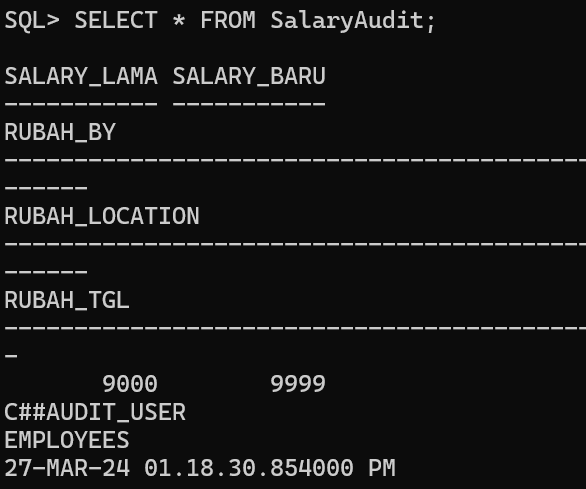 SQL> SELECT * FROM SalaryAudit;
SALARY_LAMA SALARY_BARU
----------- -----------
RUBAH_BY
------------------------------------------
------
RUBAH_LOCATION
------------------------------------------
------
RUBAH_TGL
------------------------------------------
-
9000 9999
C##AUDIT_USER
EMPLOYEES
27-MAR-24 01.18.30.854000 PM